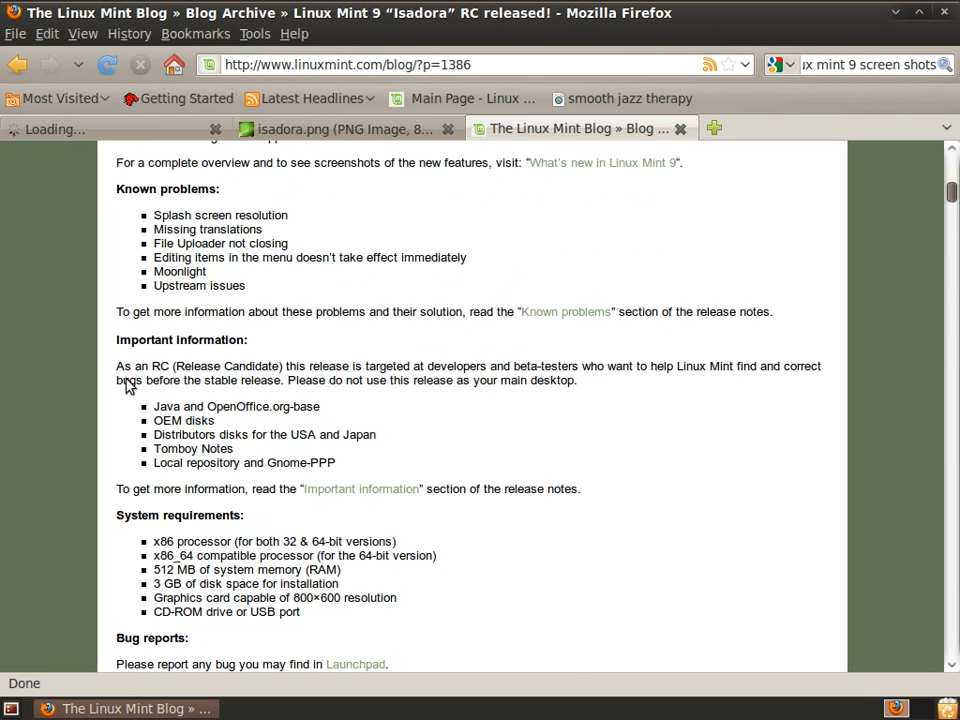 The Linux Mint Blog » Blog Archive » Linux Mint 9 “Isadora” RC released! - Mozilla Firefox
File Edit View History Bookmarks Tools Help
http://www.linuxmint.com/blog/?p=1386
ux mint 9 screen shots
Most Visited Getting Started Latest Headlines Main Page - Linux ... smooth jazz therapy
Loading... isadora.png (PNG Image, 8... The Linux Mint Blog » Blog ...
For a complete overview and to see screenshots of the new features, visit: “What’s new in Linux Mint 9“.
Known problems:
Splash screen resolution
Missing translations
File Uploader not closing
Editing items in the menu doesn’t take effect immediately
Moonlight
Upstream issues
To get more information about these problems and their solution, read the “Known problems” section of the release notes.
Important information:
As an RC (Release Candidate) this release is targeted at developers and beta-testers who want to help Linux Mint find and correct
bugs before the stable release. Please do not use this release as your main desktop.
Java and OpenOffice.org-base
OEM disks
Distributors disks for the USA and Japan
Tomboy Notes
Local repository and Gnome-PPP
To get more information, read the “Important information” section of the release notes.
System requirements:
x86 processor (for both 32 & 64-bit versions)
x86_64 compatible processor (for the 64-bit version)
512 MB of system memory (RAM)
3 GB of disk space for installation
Graphics card capable of 800×600 resolution
CD-ROM drive or USB port
Bug reports:
Please report any bug you may find in Launchpad.
Done
The Linux Mint Blog » ...